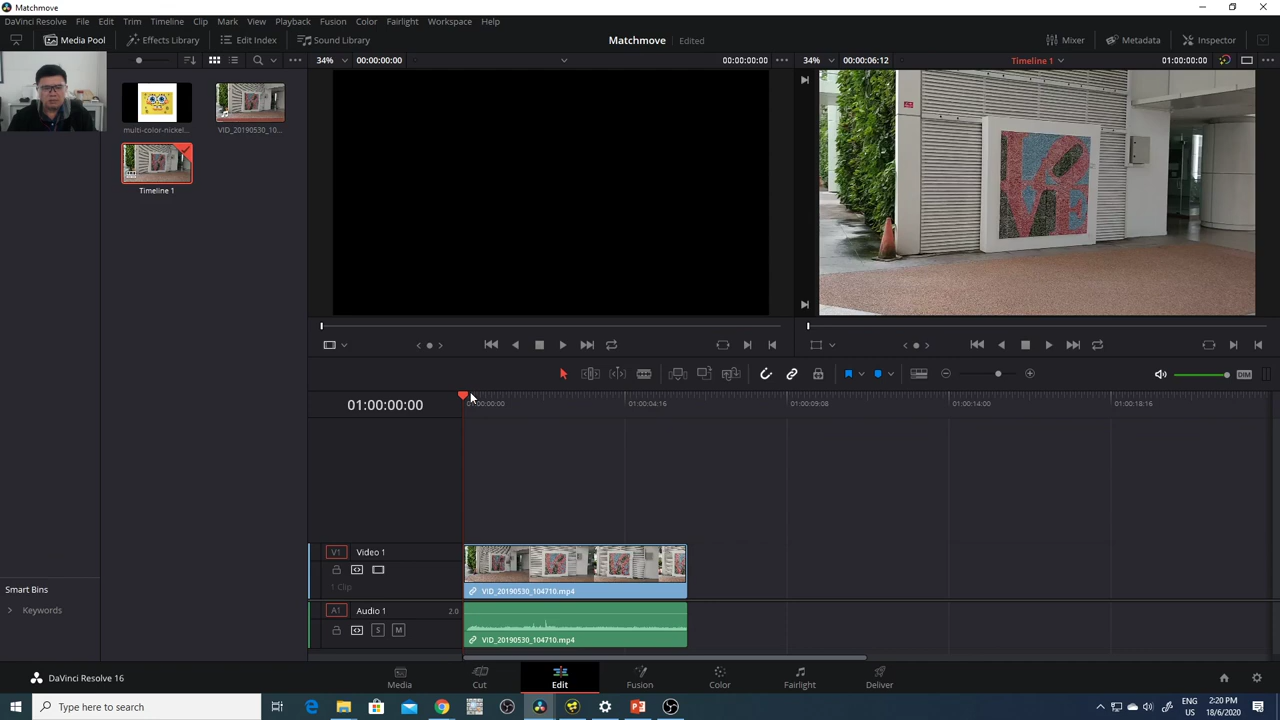 Matchmove
DaVinci Resolve File Edit Trim Timeline Clip Mark View Playback Fusion Color Fairlight Workspace Help
Media Pool Effects Library Edit Index Sound Library Matchmove Edited Mixer Metadata Inspector
34% 00:00:00:00 00:00:00:00 34% 00:00:06:12 Timeline 1 01:00:00:00
multi-color-nickel... VID_20190530_10...
Timeline 1
DIM
01:00:00:00 00:00:00 01:00:04:16 01:00:09:08 01:00:14:00 01:00:18:16
V1 Video 1
1 Clip
VID_20190530_104710.mp4
Smart Bins
Keywords
A1 Audio 1 2.0
S M
VID_20190530_104710.mp4
DaVinci Resolve 16 Media Cut Edit Fusion Color Fairlight Deliver
Type here to search
ENG 2:20 PM
US 18/6/2020